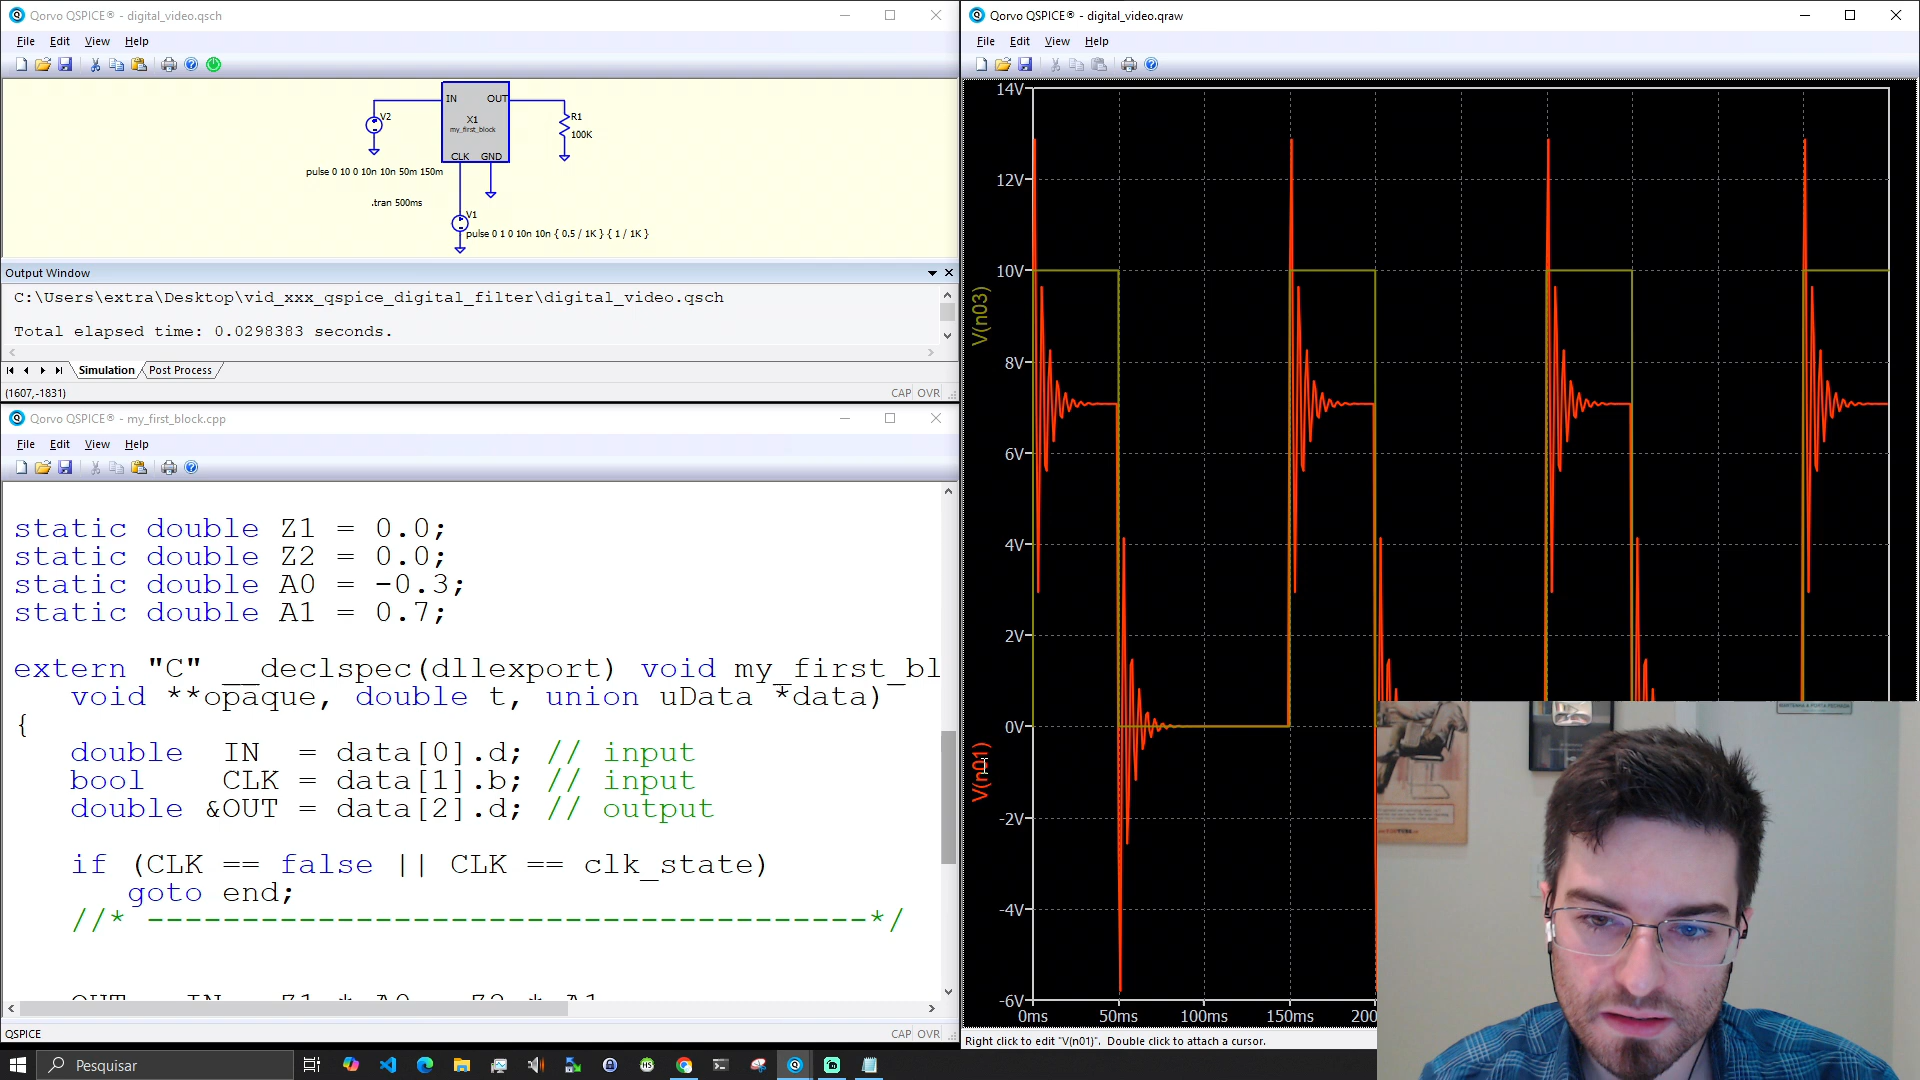 Qorvo QSPICE® - digital_video.qsch
File Edit View Help
IN OUT
X1
my_first_block
CLK GND
V2
R1
100K
pulse 0 10 0 10n 10n 50m 150m
.tran 500ms
V1
pulse 0 1 0 10n 10n { 0.5 / 1K } { 1 / 1K }
Output Window
C:\Users\extra\Desktop\vid_xxx_qspice_digital_filter\digital_video.qsch
Total elapsed time: 0.0298383 seconds.
Simulation Post Process
(1607,-1831) CAP OVR
Qorvo QSPICE® - my_first_block.cpp
File Edit View Help
static double Z1 = 0.0;
static double Z2 = 0.0;
static double A0 = -0.3;
static double A1 = 0.7;
extern "C" __declspec(dllexport) void my_first_bl
void **opaque, double t, union uData *data)
{
double IN = data[0].d; // input
bool CLK = data[1].b; // input
double &OUT = data[2].d; // output
if (CLK == false || CLK == clk_state)
goto end;
//* ---------------------------------------*/
QSPICE CAP OVR
Qorvo QSPICE® - digital_video.qraw
File Edit View Help
14V
12V
10V
8V
6V
4V
2V
0V
-2V
-4V
-6V
V(n03)
V(n01)
0ms 50ms 100ms 150ms 200
Right click to edit "V(n01)". Double click to attach a cursor.
Pesquisar